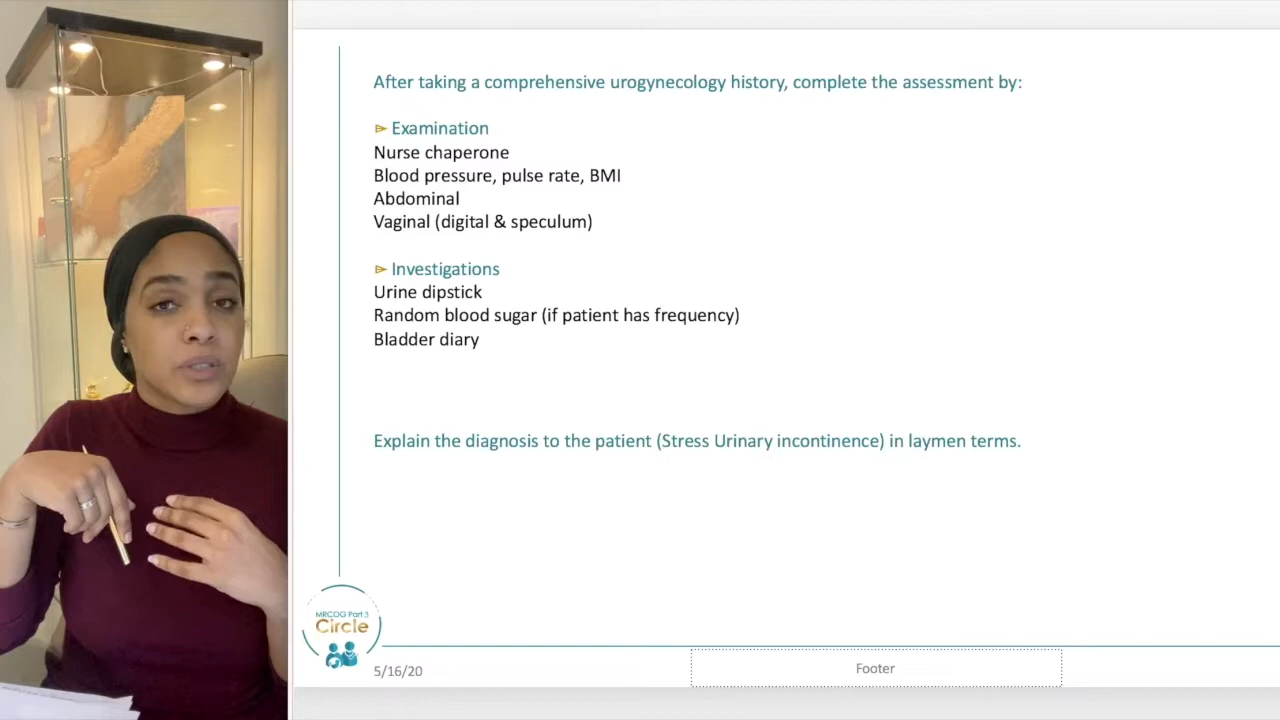 After taking a comprehensive urogynecology history, complete the assessment by:
⌲ Examination
Nurse chaperone
Blood pressure, pulse rate, BMI
Abdominal
Vaginal (digital & speculum)
⌲ Investigations
Urine dipstick
Random blood sugar (if patient has frequency)
Bladder diary
Explain the diagnosis to the patient (Stress Urinary incontinence) in laymen terms.
MRCOG Part 3
Circle
5/16/20
Footer